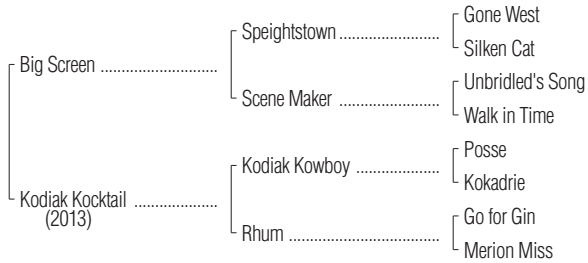 Gone West
Speightstown ......................
Silken Cat
Big Screen ..........................
Unbridled's Song
Scene Maker ......................
Walk in Time
Posse
Kodiak Kowboy ..................
Kokadrie
Kodiak Kocktail ..................
(2013)
Go for Gin
Rhum .................................
Merion Miss